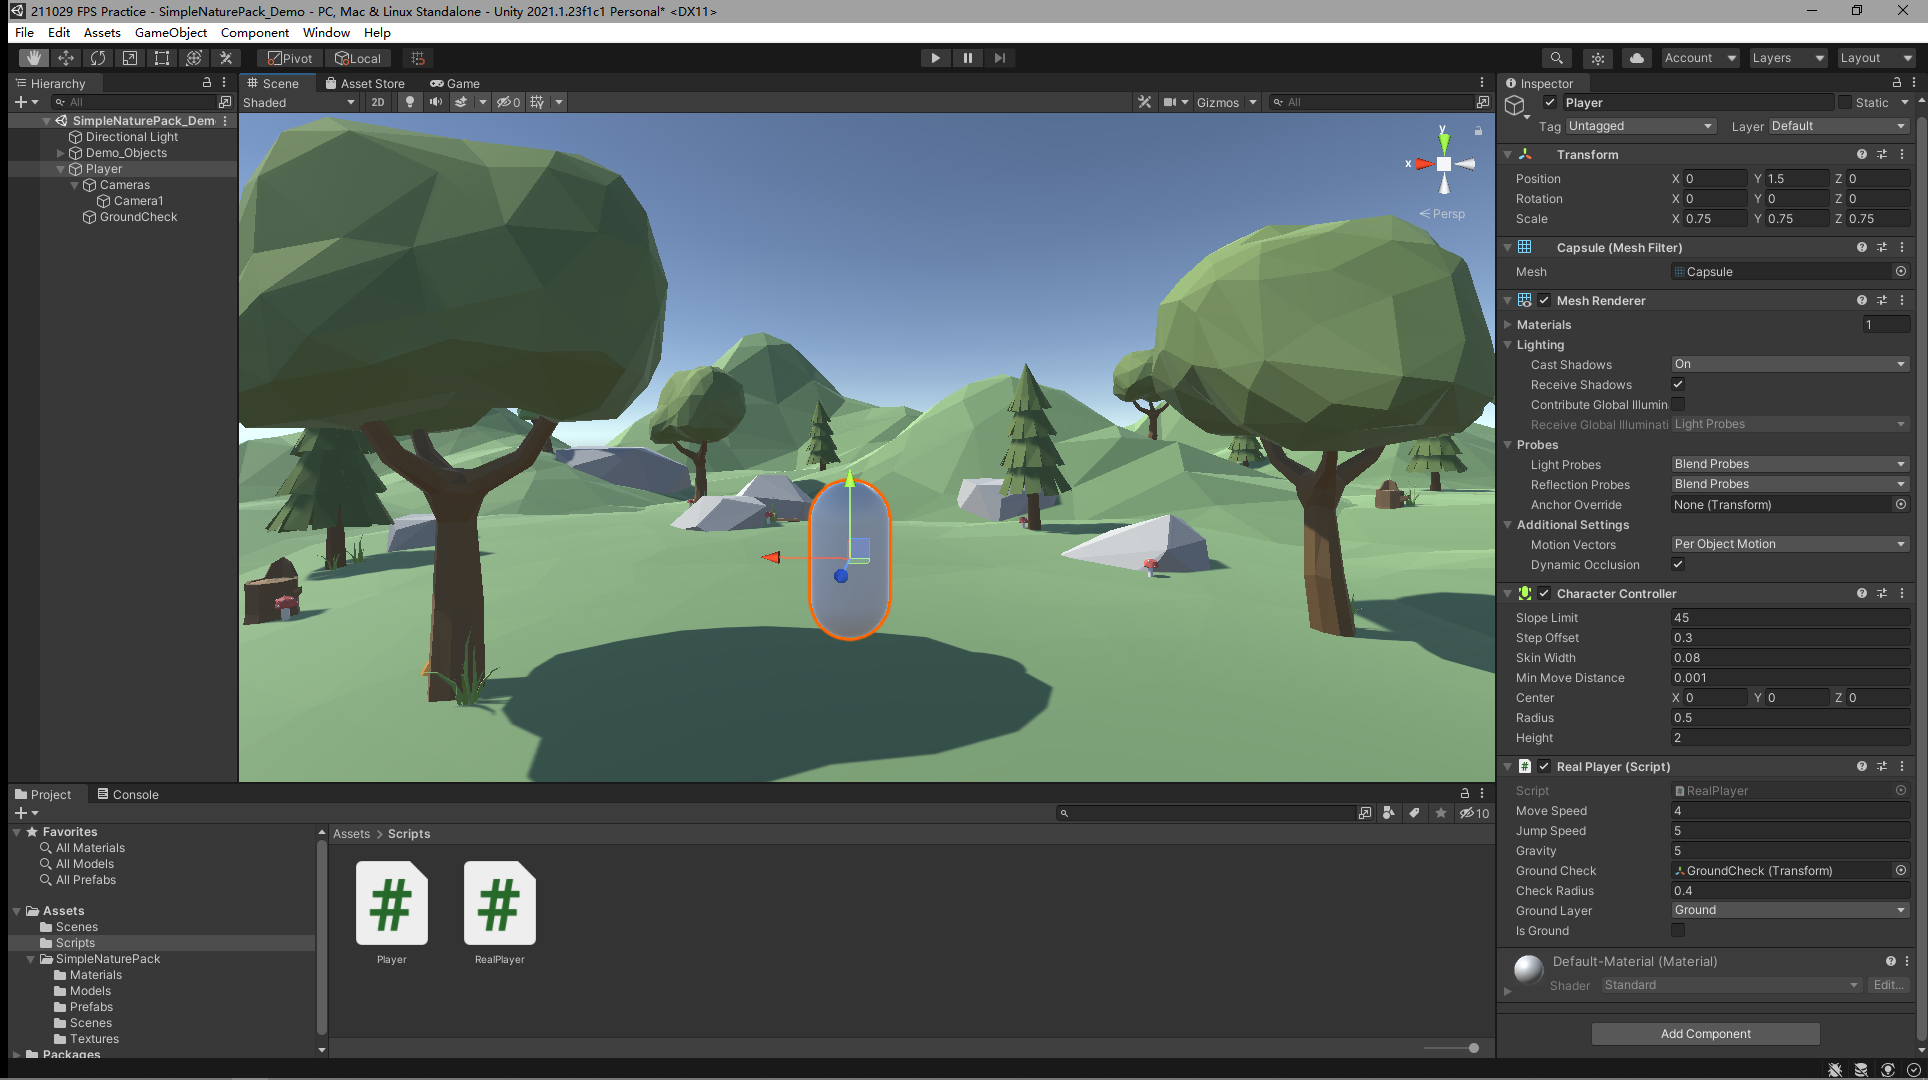 211029 FPS Practice - SimpleNaturePack_Demo - PC, Mac & Linux Standalone - Unity 2021.1.23f1c1 Personal* <DX11>
File Edit Assets GameObject Component Window Help
Pivot Local Account Layers Layout
Hierarchy
All
SimpleNaturePack_Dem
Directional Light
Demo_Objects
Player
Cameras
Camera1
GroundCheck
Scene Asset Store Game
Shaded 2D 0 Gizmos All
y
x
Persp
Inspector
Player Static
Tag Untagged Layer Default
Transform
Position X 0 Y 1.5 Z 0
Rotation X 0 Y 0 Z 0
Scale X 0.75 Y 0.75 Z 0.75
Capsule (Mesh Filter)
Mesh Capsule
Mesh Renderer
Materials 1
Lighting
Cast Shadows On
Receive Shadows
Contribute Global Illumin
Receive Global Illuminati Light Probes
Probes
Light Probes Blend Probes
Reflection Probes Blend Probes
Anchor Override None (Transform)
Additional Settings
Motion Vectors Per Object Motion
Dynamic Occlusion
Character Controller
Slope Limit 45
Step Offset 0.3
Skin Width 0.08
Min Move Distance 0.001
Center X 0 Y 0 Z 0
Radius 0.5
Height 2
Real Player (Script)
Script RealPlayer
Move Speed 4
Jump Speed 5
Gravity 5
Ground Check GroundCheck (Transform)
Check Radius 0.4
Ground Layer Ground
Is Ground
Default-Material (Material)
Shader Standard Edit...
Add Component
Project Console
10
Favorites
All Materials
All Models
All Prefabs
Assets
Scenes
Scripts
SimpleNaturePack
Materials
Models
Prefabs
Scenes
Textures
Packages
Assets > Scripts
# #
Player RealPlayer